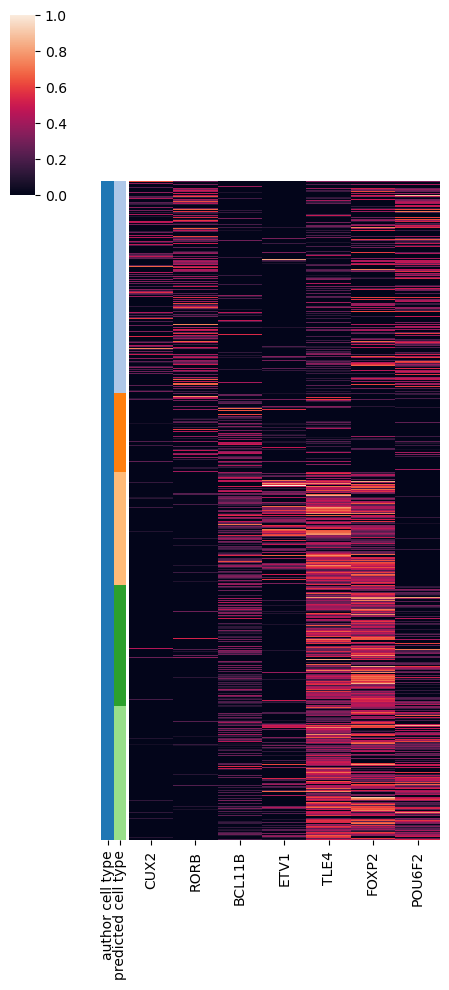 1.0
0.8
0.6
0.4
0.2
0.0
author cell type
predicted cell type
CUX2
RORB
BCL11B
ETV1
TLE4
FOXP2
POU6F2